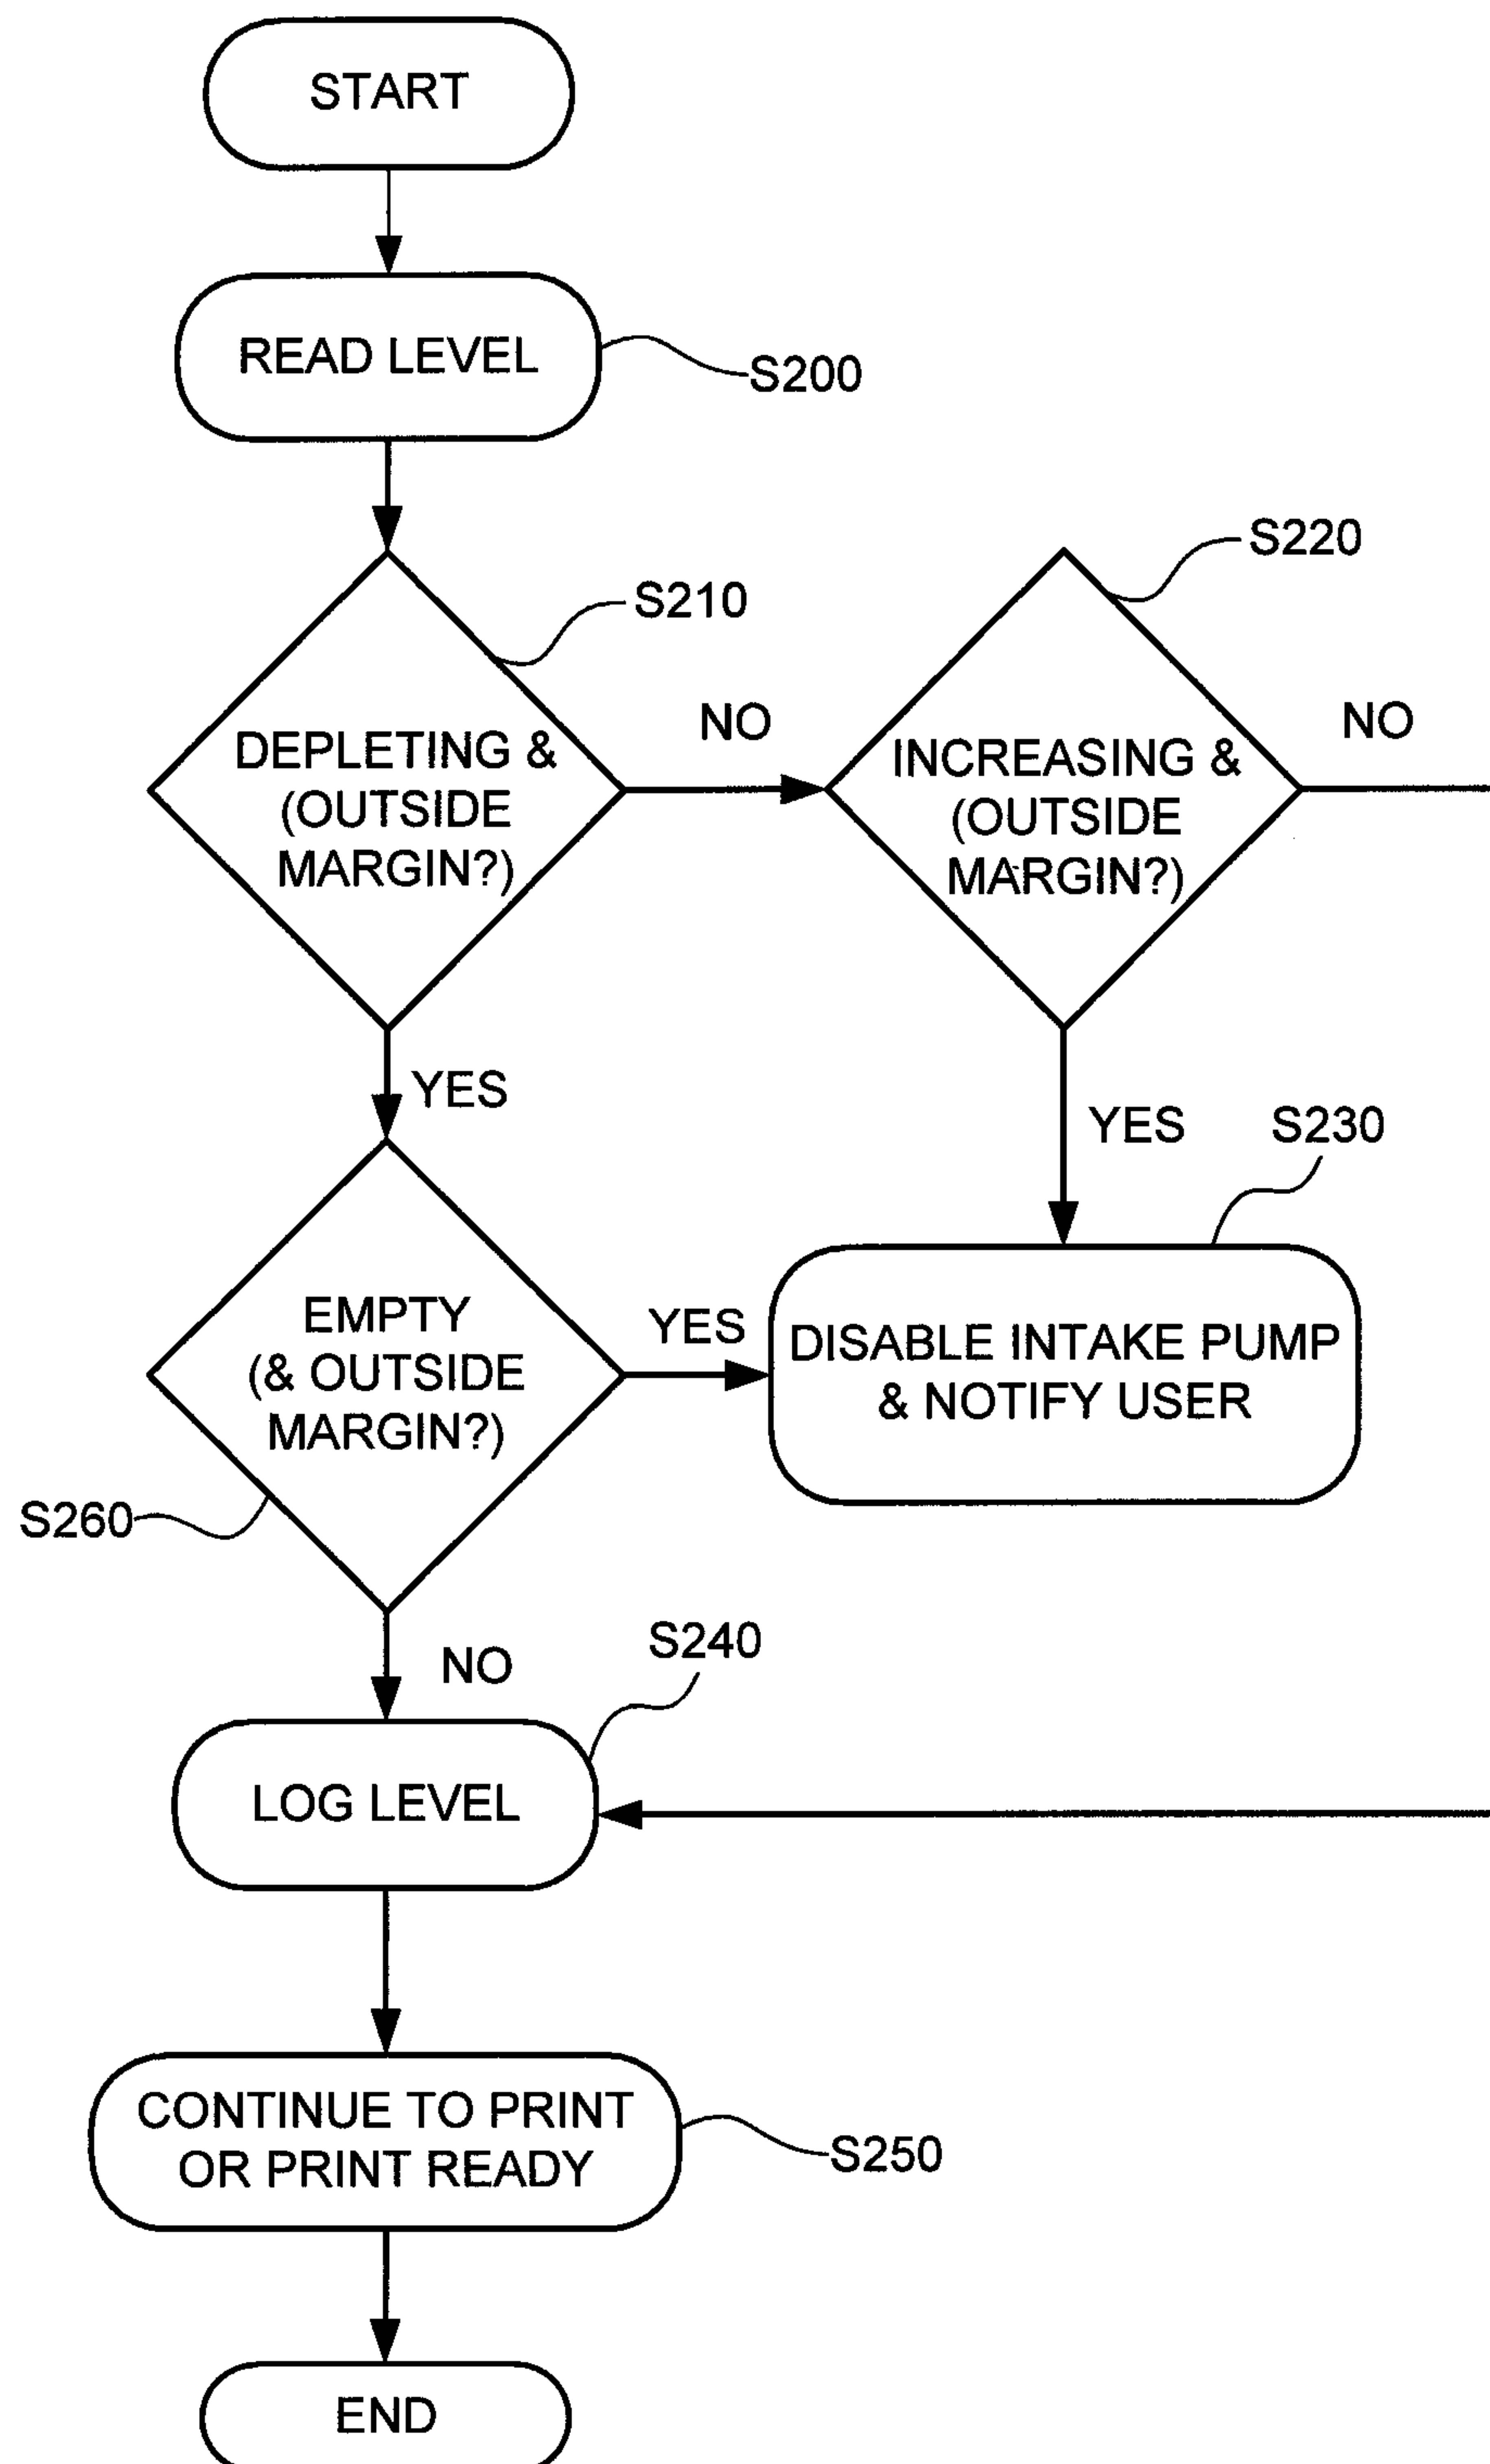 START
READ LEVEL
S200
S220
S210
NO
NO
DEPLETING &
(OUTSIDE
MARGIN?)
INCREASING &
(OUTSIDE
MARGIN?)
YES
YES
S230
EMPTY
(& OUTSIDE
MARGIN?)
YES
DISABLE INTAKE PUMP
& NOTIFY USER
S260
S240
NO
LOG LEVEL
CONTINUE TO PRINT
OR PRINT READY
S250
END